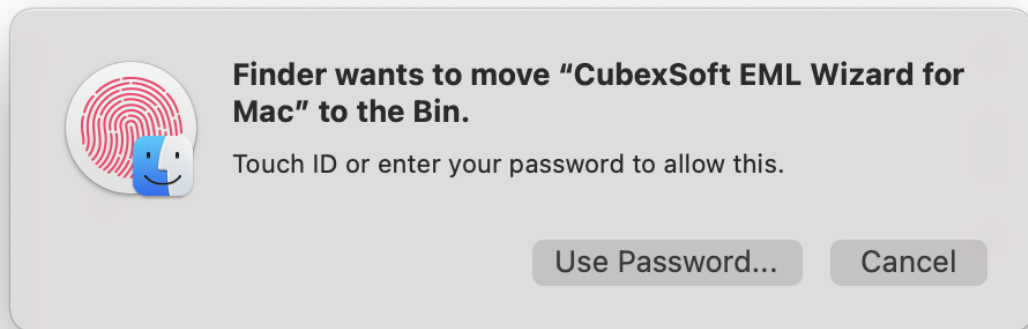 Finder wants to move “CubexSoft EML Wizard for
Mac” to the Bin.
Touch ID or enter your password to allow this.
Use Password...
Cancel